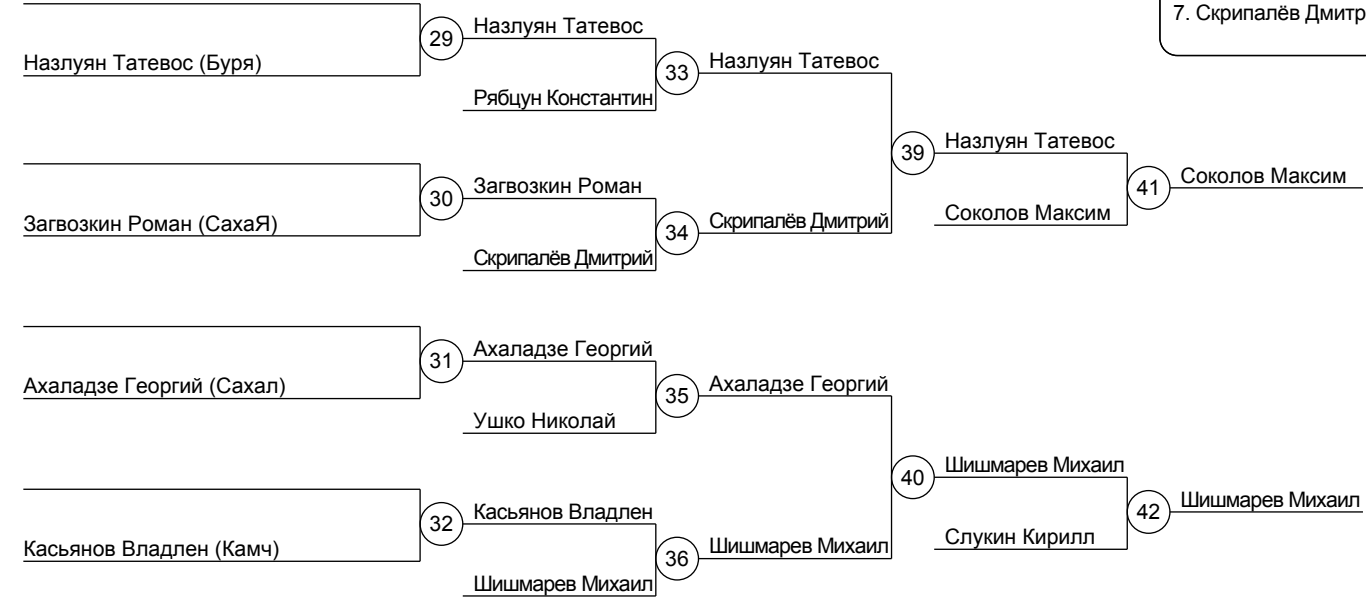 7. Скрипалёв Дмитр
29
Назлуян Татевос
Назлуян Татевос (Буря)
33
Назлуян Татевос
Рябцун Константин
39
Назлуян Татевос
30
Загвозкин Роман
41
Соколов Максим
Загвозкин Роман (СахаЯ)
34
Скрипалёв Дмитрий
Соколов Максим
Скрипалёв Дмитрий
31
Ахаладзе Георгий
Ахаладзе Георгий (Сахал)
35
Ахаладзе Георгий
Ушко Николай
40
Шишмарев Михаил
32
Касьянов Владлен
42
Шишмарев Михаил
Касьянов Владлен (Камч)
36
Шишмарев Михаил
Слукин Кирилл
Шишмарев Михаил